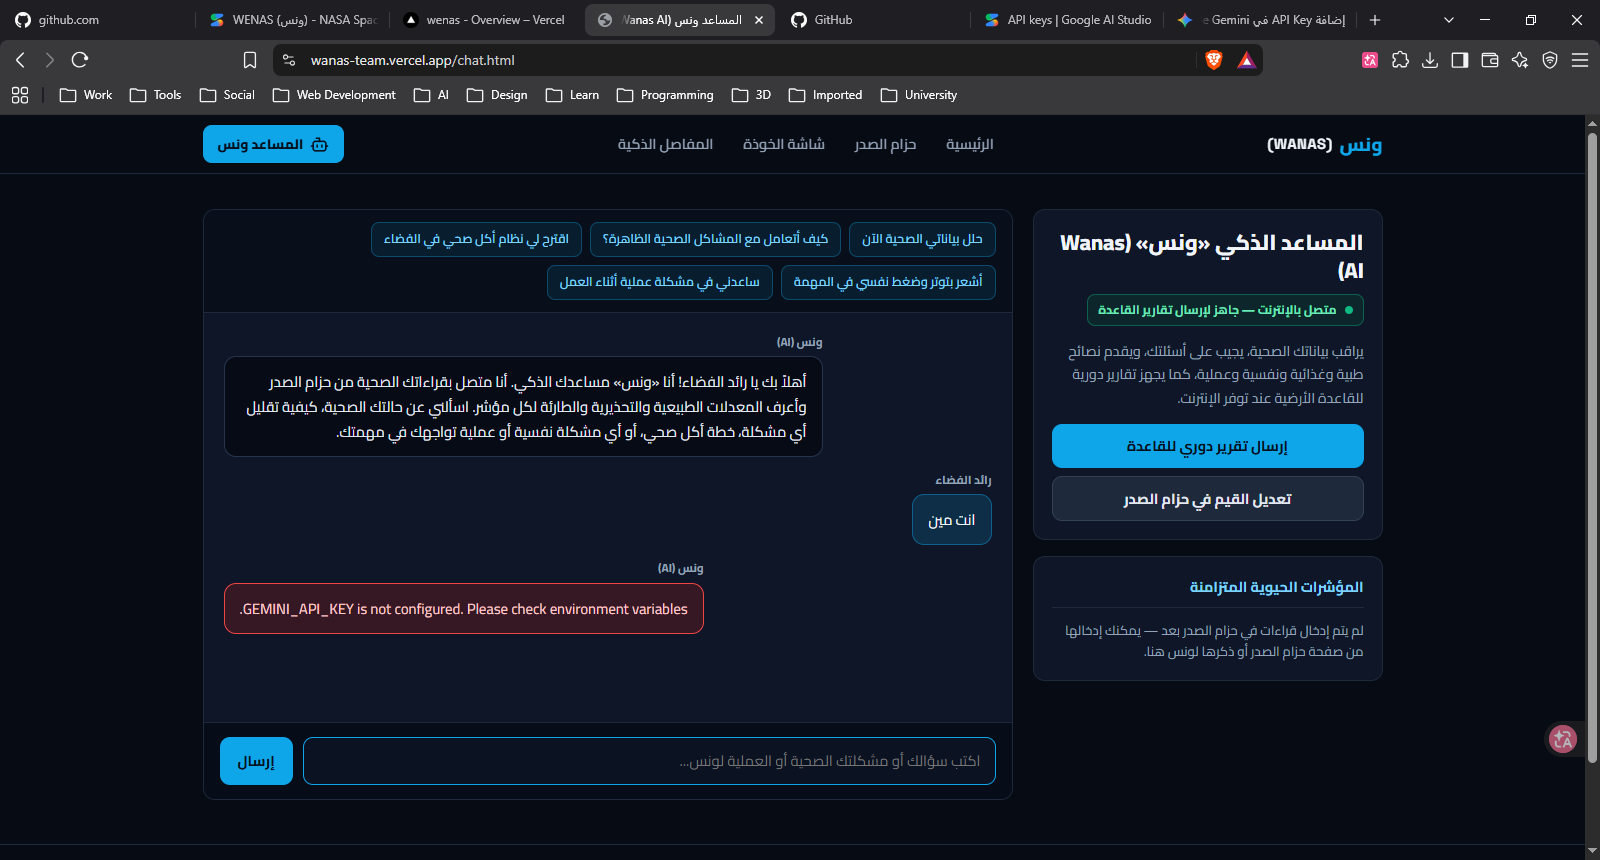 github.com
WENAS (ونس) - NASA Spac
wenas - Overview – Vercel
المساعد ونس (Wanas AI)
GitHub
API keys | Google AI Studio
إضافة API Key في Gemini e
wanas-team.vercel.app/chat.html
Work
Tools
Social
Web Development
AI
Design
Learn
Programming
3D
Imported
University
ونس (WANAS)
الرئيسية
حزام الصدر
شاشة الخوذة
المفاصل الذكية
المساعد ونس
المساعد الذكي «ونس» (Wanas
AI)
متصل بالإنترنت — جاهز لإرسال تقارير القاعدة
يراقب بياناتك الصحية، يجيب على أسئلتك، ويقدم نصائح
طبية وغذائية ونفسية وعملية، كما يجهز تقارير دورية
للقاعدة الأرضية عند توفر الإنترنت.
إرسال تقرير دوري للقاعدة
تعديل القيم في حزام الصدر
المؤشرات الحيوية المتزامنة
لم يتم إدخال قراءات في حزام الصدر بعد — يمكنك إدخالها
من صفحة حزام الصدر أو ذكرها لونس هنا.
حلل بياناتي الصحية الآن
كيف أتعامل مع المشاكل الصحية الظاهرة؟
اقترح لي نظام أكل صحي في الفضاء
أشعر بتوتر وضغط نفسي في المهمة
ساعدني في مشكلة عملية أثناء العمل
ونس (AI)
أهلاً بك يا رائد الفضاء! أنا «ونس» مساعدك الذكي. أنا متصل بقراءاتك الصحية من حزام الصدر
وأعرف المعدلات الطبيعية والتحذيرية والطارئة لكل مؤشر. اسألني عن حالتك الصحية، كيفية تقليل
أي مشكلة، خطة أكل صحي، أو أي مشكلة نفسية أو عملية تواجهك في مهمتك.
رائد الفضاء
انت مين
ونس (AI)
.GEMINI_API_KEY is not configured. Please check environment variables
اكتب سؤالك أو مشكلتك الصحية أو العملية لونس...
إرسال